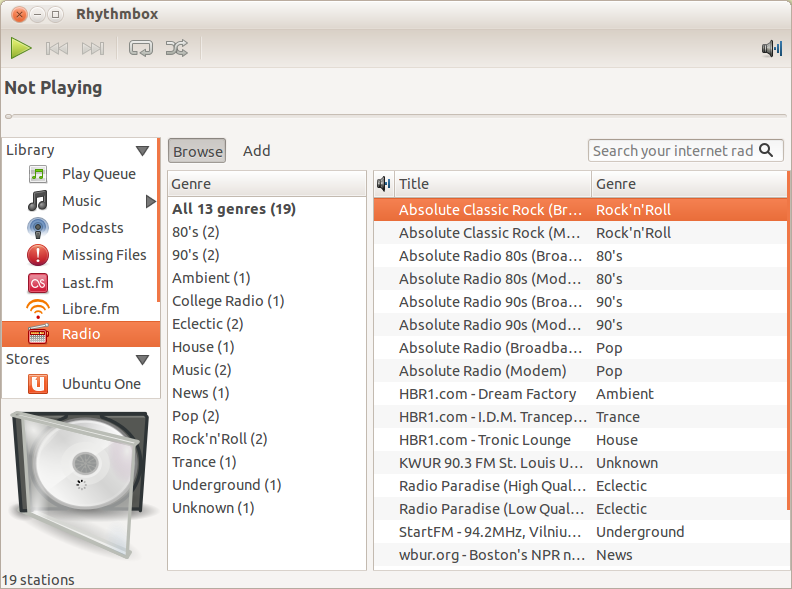 Rhythmbox
Not Playing
Library
Play Queue
Music
Podcasts
Missing Files
Last.fm
Libre.fm
Radio
Stores
Ubuntu One
19 stations
Browse
Add
Search your internet rad
Genre
All 13 genres (19)
80's (2)
90's (2)
Ambient (1)
College Radio (1)
Eclectic (2)
House (1)
Music (2)
News (1)
Pop (2)
Rock'n'Roll (2)
Trance (1)
Underground (1)
Unknown (1)
Title Genre
Absolute Classic Rock (Br... Rock'n'Roll
Absolute Classic Rock (M... Rock'n'Roll
Absolute Radio 80s (Broa... 80's
Absolute Radio 80s (Mod... 80's
Absolute Radio 90s (Broa... 90's
Absolute Radio 90s (Mod... 90's
Absolute Radio (Broadba... Pop
Absolute Radio (Modem) Pop
HBR1.com - Dream Factory Ambient
HBR1.com - I.D.M. Trancep... Trance
HBR1.com - Tronic Lounge House
KWUR 90.3 FM St. Louis U... Unknown
Radio Paradise (High Qual... Eclectic
Radio Paradise (Low Qual... Eclectic
StartFM - 94.2MHz, Vilniu... Underground
wbur.org - Boston's NPR n... News